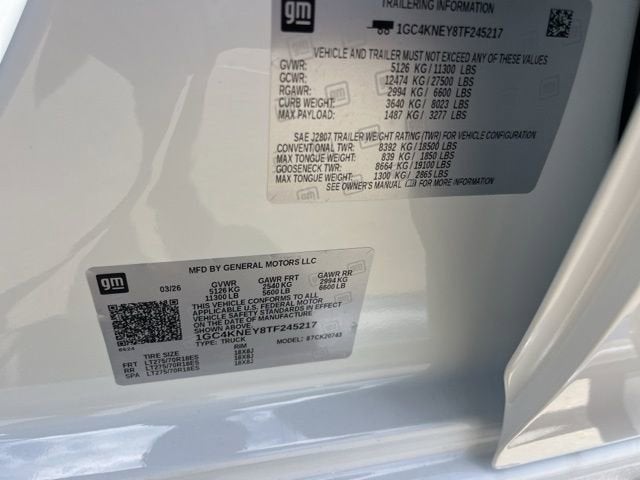 TRAILERING INFORMATION
gm
1GC4KNEY8TF245217
VEHICLE AND TRAILER MUST NOT EXCEED ANY OF THESE VALUES
GVWR: 5126 KG/ 11300 LBS
GCWR: 12474 KG/ 27500 LBS
RGAWR: 2994 KG/ 6600 LBS
CURB WEIGHT: 3640 KG/ 8023 LBS
MAX PAYLOAD: 1487 KG/ 3277 LBS
SAE J2807 TRAILER WEIGHT RATING (TWR) FOR VEHICLE CONFIGURATION
CONVENTIONAL TWR: 8392 KG/ 18500 LBS
MAX TONGUE WEIGHT: 839 KG/ 1850 LBS
GOOSENECK TWR: 8664 KG/ 19100 LBS
MAX TONGUE WEIGHT: 1300 KG/ 2865 LBS
SEE OWNER'S MANUAL FOR MORE INFORMATION
MFD BY GENERAL MOTORS LLC
gm
03/26 GVWR GAWR FRT GAWR RR
5126 KG 2540 KG 2994 KG
11300 LB 5600 LB 6600 LB
THIS VEHICLE CONFORMS TO ALL
APPLICABLE U.S. FEDERAL MOTOR
VEHICLE SAFETY STANDARDS IN EFFECT
ON THE DATE OF MANUFACTURE
SHOWN ABOVE.
1GC4KNEY8TF245217
TYPE: TRUCK MODEL: 87CK20743
TIRE SIZE RIM
FRT LT275/70R18ES 18X8J
RR LT275/70R18ES 18X8J
SPA LT275/70R18ES 18X8J